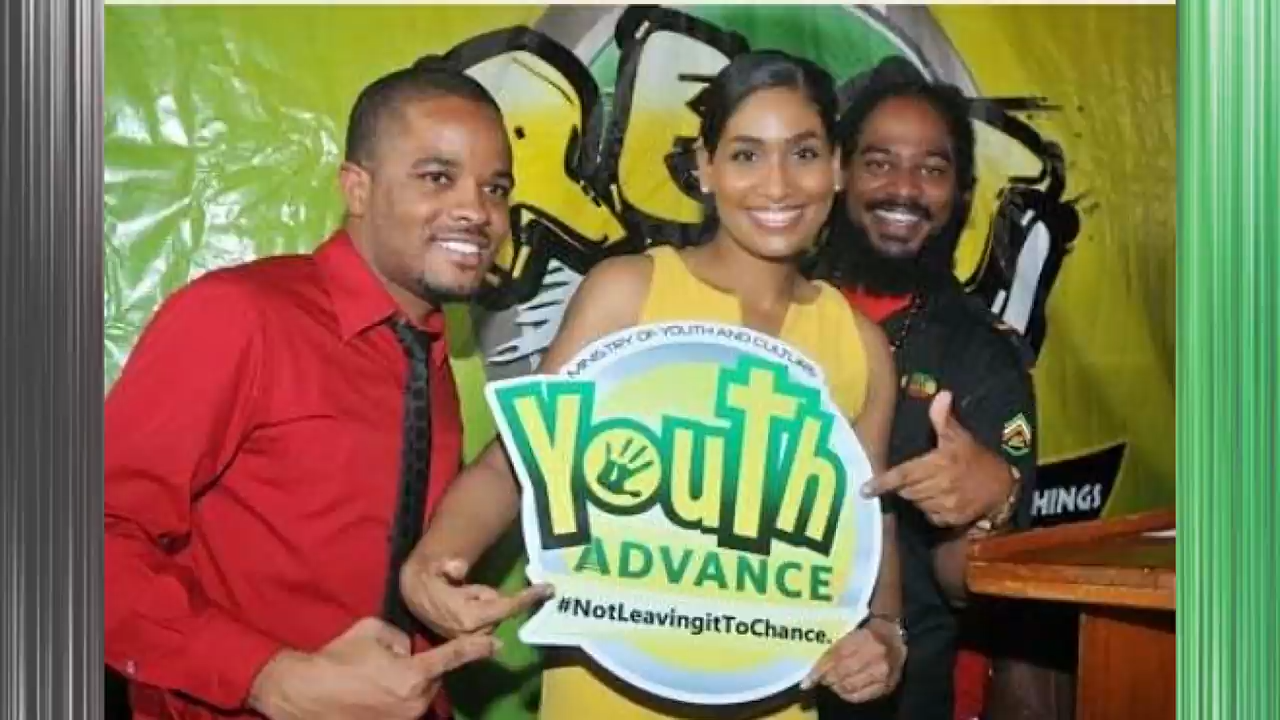 MINISTRY OF YOUTH AND CULTURE
Youth
ADVANCE
#NotLeavingitToChance.
HINGS